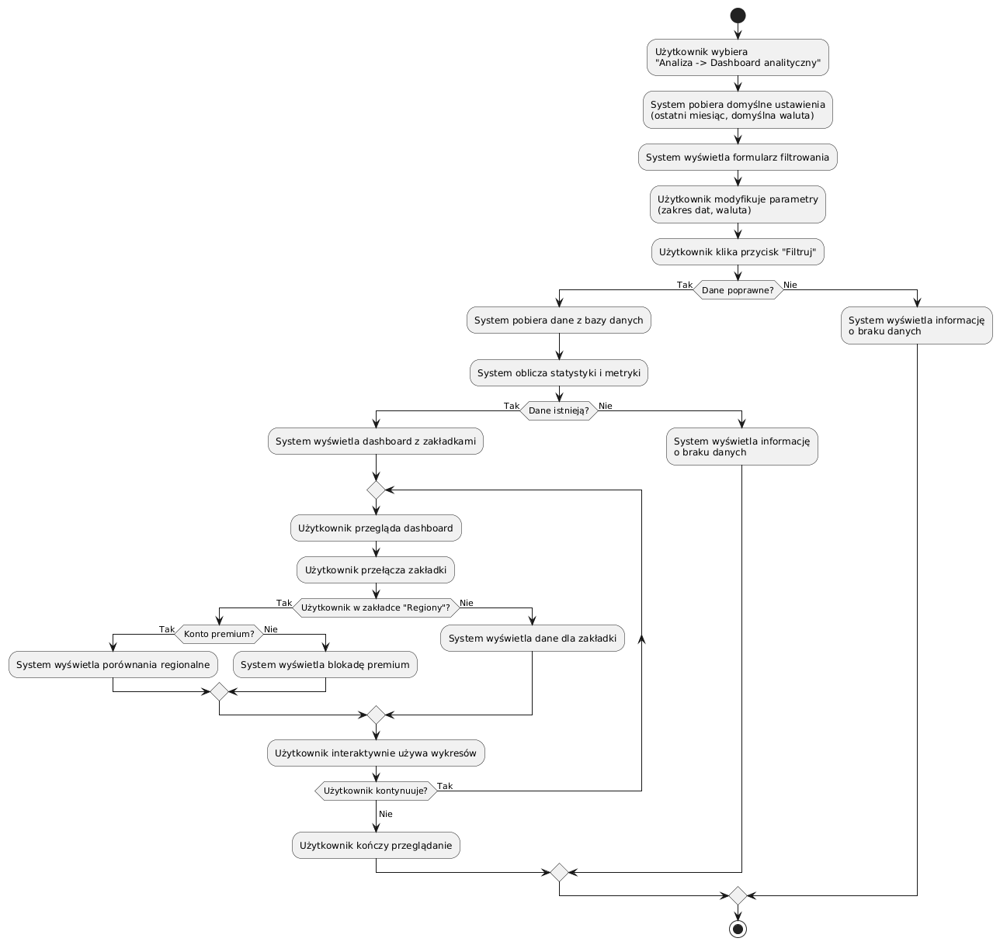 Użytkownik wybiera
"Analiza -> Dashboard analityczny"
System pobiera domyślne ustawienia
(ostatni miesiąc, domyślna waluta)
System wyświetla formularz filtrowania
Użytkownik modyfikuje parametry
(zakres dat, waluta)
Użytkownik klika przycisk "Filtruj"
Tak
Dane poprawne?
Nie
System pobiera dane z bazy danych
System wyświetla informację
o braku danych
System oblicza statystyki i metryki
Tak
Dane istnieją?
Nie
System wyświetla dashboard z zakładkami
System wyświetla informację
o braku danych
Użytkownik przegląda dashboard
Użytkownik przełącza zakładki
Tak
Użytkownik w zakładce "Regiony"?
Nie
Tak
Konto premium?
Nie
System wyświetla dane dla zakładki
System wyświetla porównania regionalne
System wyświetla blokadę premium
Użytkownik interaktywnie używa wykresów
Użytkownik kontynuuje?
Tak
Nie
Użytkownik kończy przeglądanie